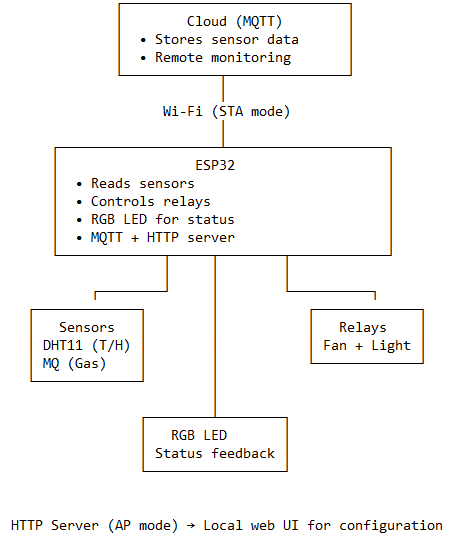 Cloud (MQTT)
• Stores sensor data
• Remote monitoring
Wi-Fi (STA mode)
ESP32
• Reads sensors
• Controls relays
• RGB LED for status
• MQTT + HTTP server
Sensors
DHT11 (T/H)
MQ (Gas)
Relays
Fan + Light
RGB LED
Status feedback
HTTP Server (AP mode) → Local web UI for configuration